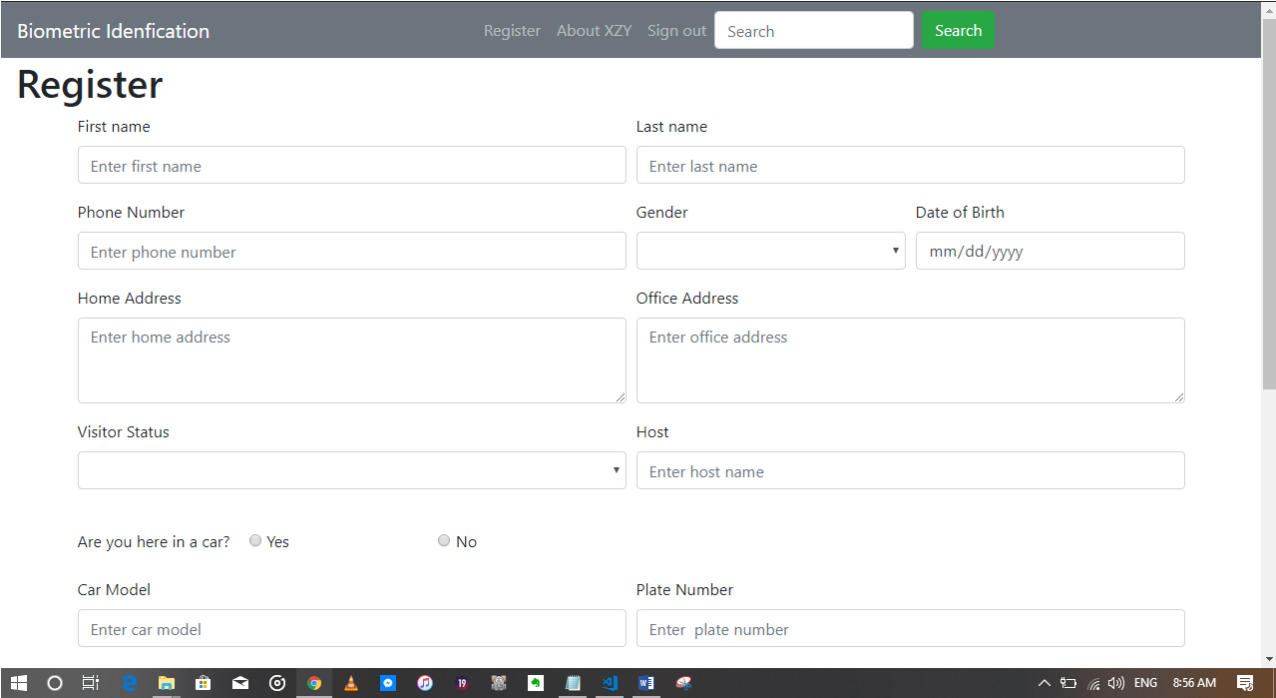 Biometric Idenfication Register About XZY Sign out Search Search
Register
First name Last name
Enter first name Enter last name
Phone Number Gender Date of Birth
Enter phone number mm/dd/yyyy
Home Address Office Address
Enter home address Enter office address
Visitor Status Host
Enter host name
Are you here in a car? Yes No
Car Model Plate Number
Enter car model Enter plate number
19 ENG 8:56 AM